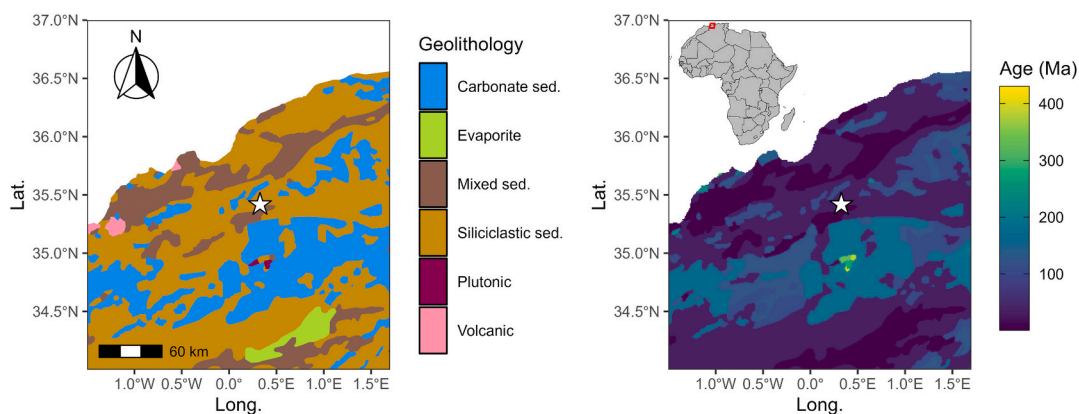 37.0°N
36.5°N
36.0°N
35.5°N
35.0°N
34.5°N
Lat.
N
60 km
1.0°W 0.5°W 0.0° 0.5°E 1.0°E 1.5°E
Long.
Geolithology
Carbonate sed.
Evaporite
Mixed sed.
Siliciclastic sed.
Plutonic
Volcanic
37.0°N
36.5°N
36.0°N
35.5°N
35.0°N
34.5°N
Lat.
1.0°W 0.5°W 0.0° 0.5°E 1.0°E 1.5°E
Long.
Age (Ma)
400
300
200
100